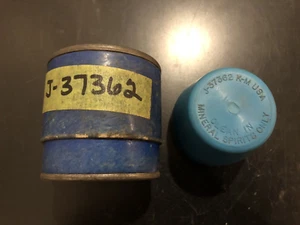 J-37362
J-37362 K-M USA
CLEAN IN
MINERAL SPIRITS ONLY